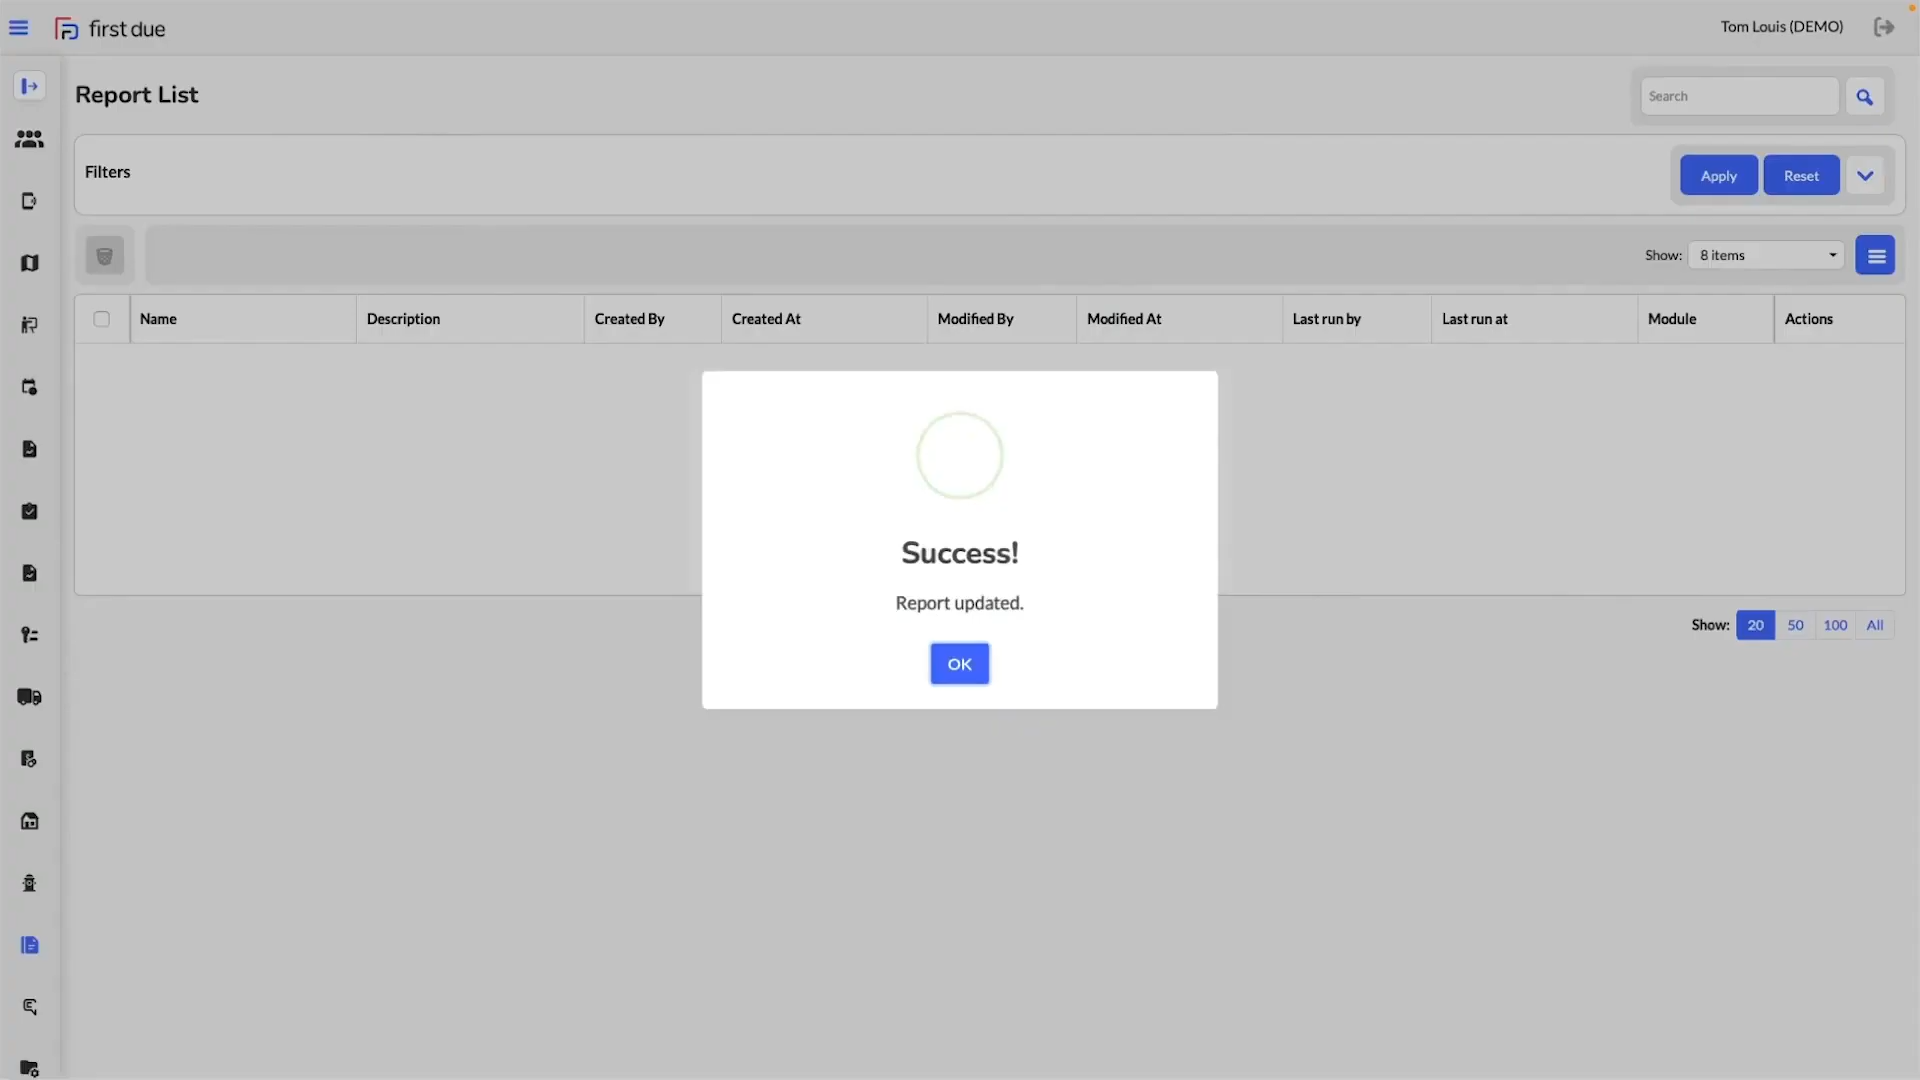 first due
Tom Louis (DEMO)
Report List
Search
Filters
Apply
Reset
Show: 8 items
Name Description Created By Created At Modified By Modified At Last run by Last run at Module Actions
Success!
Report updated.
OK
Show: 20 50 100 All